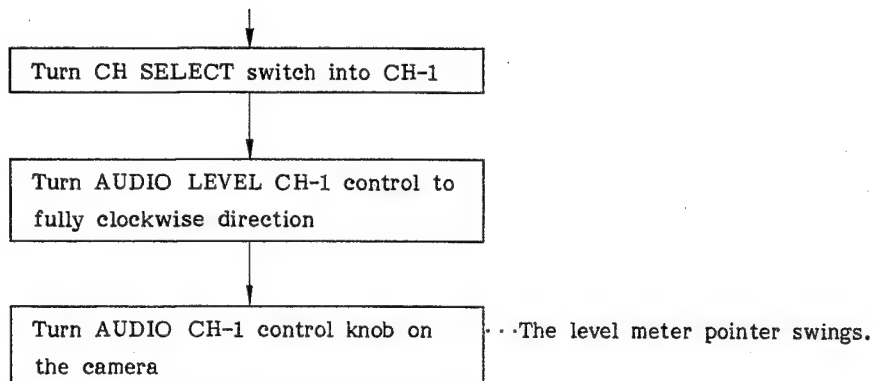 Turn CH SELECT switch into CH-1
Turn AUDIO LEVEL CH-1 control to
fully clockwise direction
Turn AUDIO CH-1 control knob on
the camera
···The level meter pointer swings.